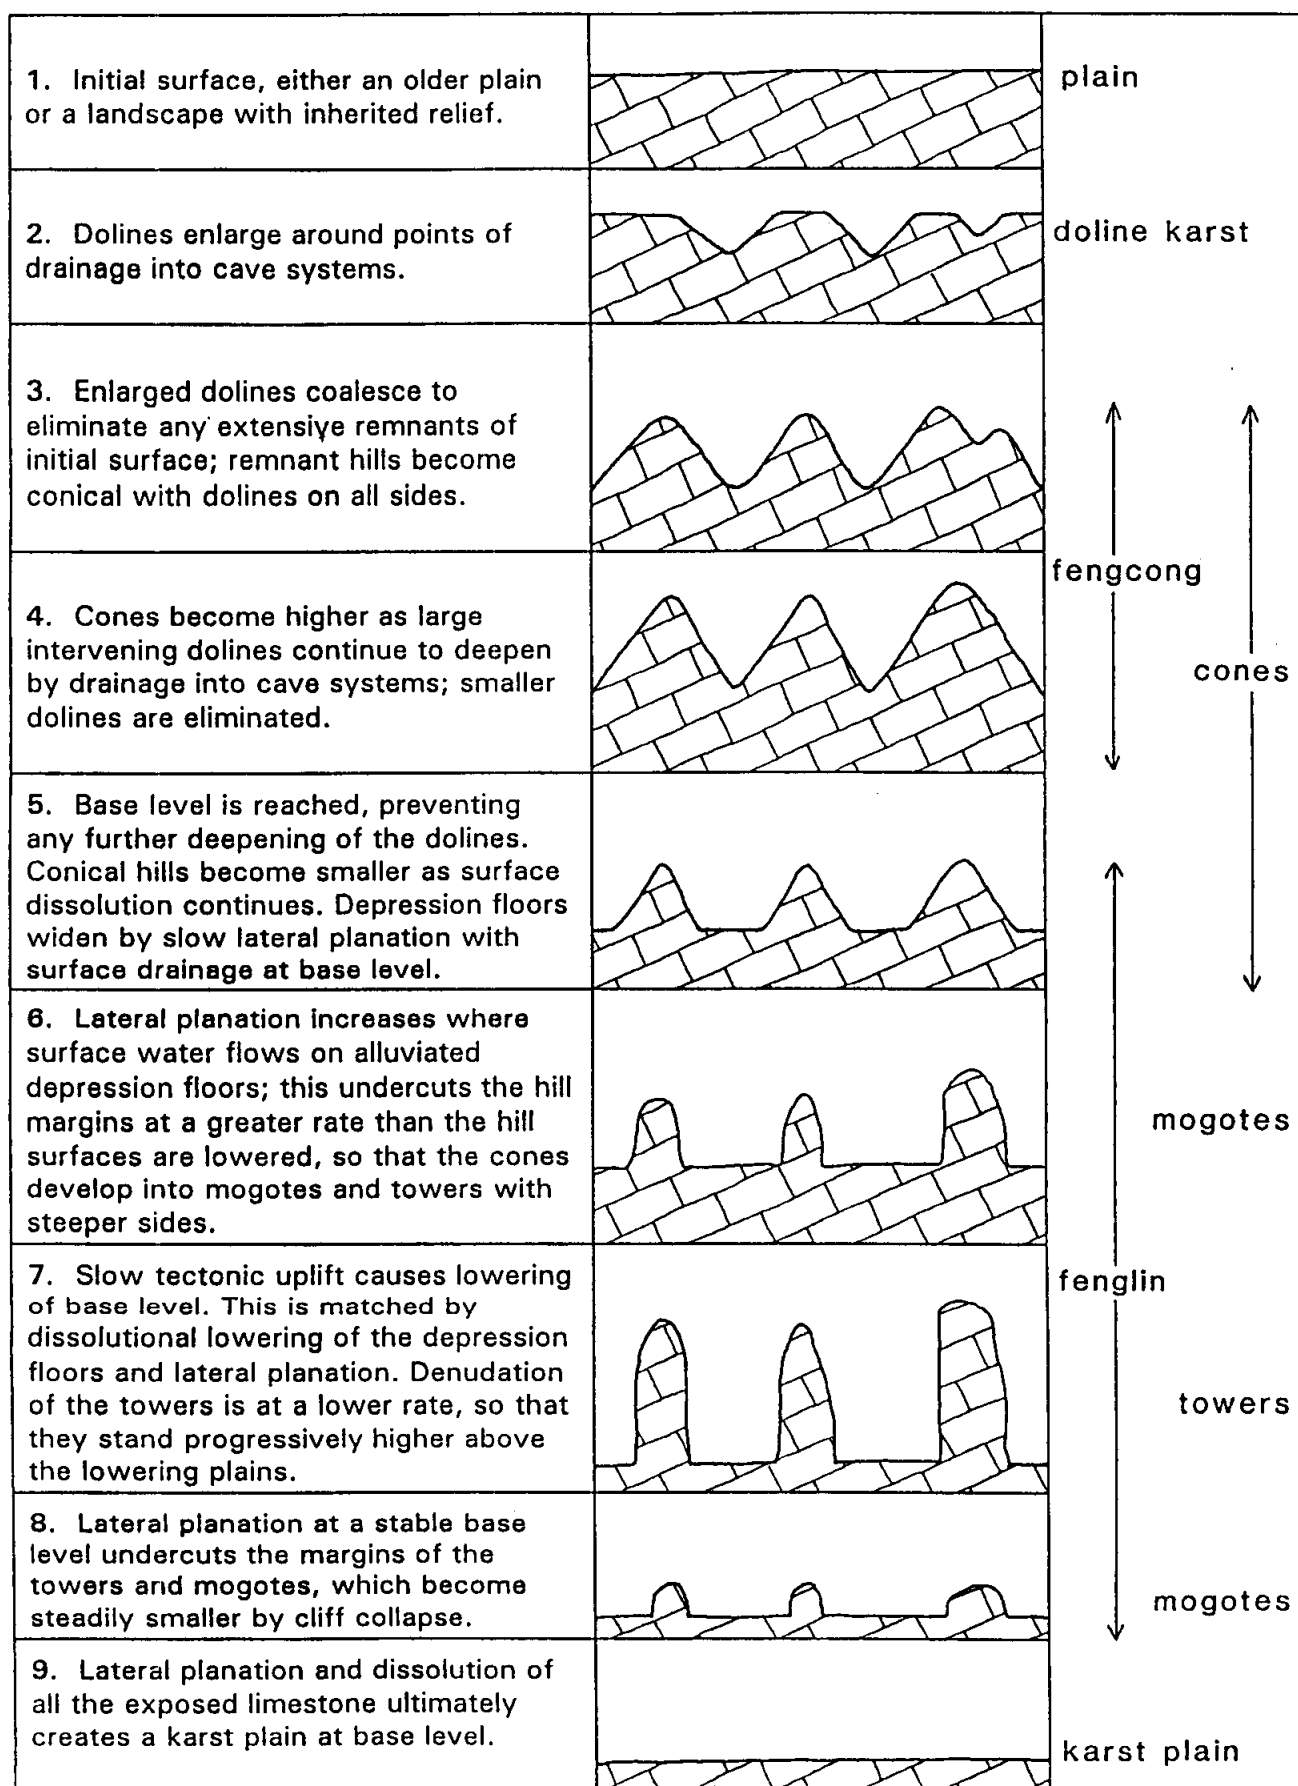 1. Initial surface, either an older plain
or a landscape with inherited relief.
plain
2. Dolines enlarge around points of
drainage into cave systems.
doline karst
3. Enlarged dolines coalesce to
eliminate any extensive remnants of
initial surface; remnant hills become
conical with dolines on all sides.
fengcong
4. Cones become higher as large
intervening dolines continue to deepen
by drainage into cave systems; smaller
dolines are eliminated.
cones
5. Base level is reached, preventing
any further deepening of the dolines.
Conical hills become smaller as surface
dissolution continues. Depression floors
widen by slow lateral planation with
surface drainage at base level.
6. Lateral planation increases where
surface water flows on alluviated
depression floors; this undercuts the hill
margins at a greater rate than the hill
surfaces are lowered, so that the cones
develop into mogotes and towers with
steeper sides.
mogotes
7. Slow tectonic uplift causes lowering
of base level. This is matched by
dissolutional lowering of the depression
floors and lateral planation. Denudation
of the towers is at a lower rate, so that
they stand progressively higher above
the lowering plains.
fenglin
towers
8. Lateral planation at a stable base
level undercuts the margins of the
towers and mogotes, which become
steadily smaller by cliff collapse.
mogotes
9. Lateral planation and dissolution of
all the exposed limestone ultimately
creates a karst plain at base level.
karst plain